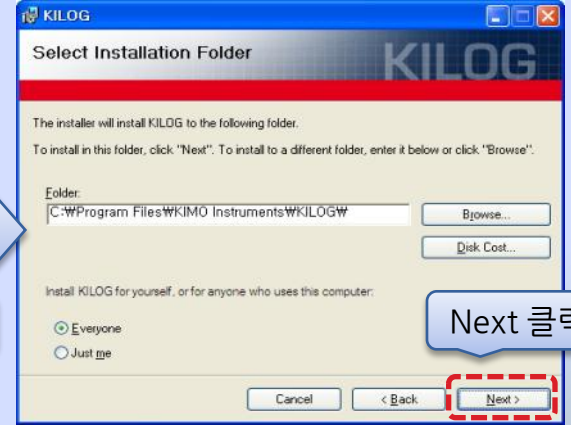 KILOG
Select Installation Folder
KILOG
The installer will install KILOG to the following folder.
To install in this folder, click "Next". To install to a different folder, enter it below or click "Browse".
Folder:
C:₩Program Files₩KIMO Instruments₩KILOG₩
Browse...
Disk Cost...
Install KILOG for yourself, or for anyone who uses this computer:
Everyone
Just me
Next 클릭
Cancel
< Back
Next >